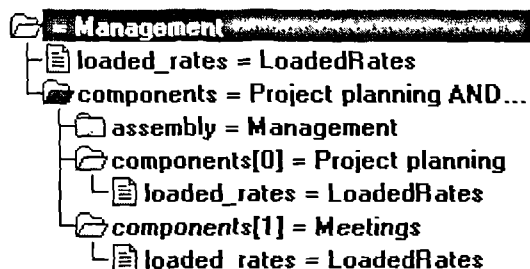 = Management
loaded_rates = LoadedRates
components = Project planning AND...
assembly = Management
components[0] = Project planning
loaded_rates = LoadedRates
components[1] = Meetings
loaded_rates = LoadedRates